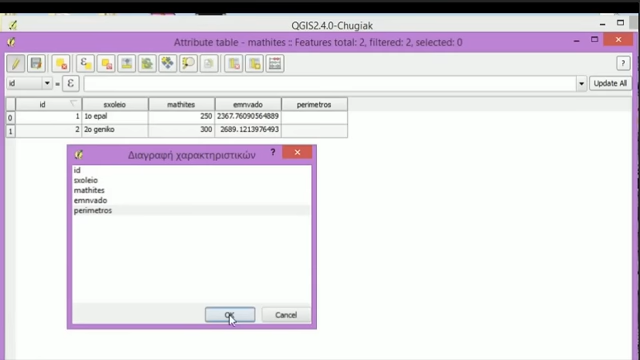 QGIS2.4.0-Chugiak
Attribute table - mathites :: Features total: 2, filtered: 2, selected: 0
?
id = ε Update All
id sxoleio mathites emnvado perimetros
0 1 1o epal 250 2367.76090564889
1 2 2o geniko 300 2689.1213976493
Διαγραφή χαρακτηριστικών ?
id
sxoleio
mathites
emnvado
perimetros
OK Cancel